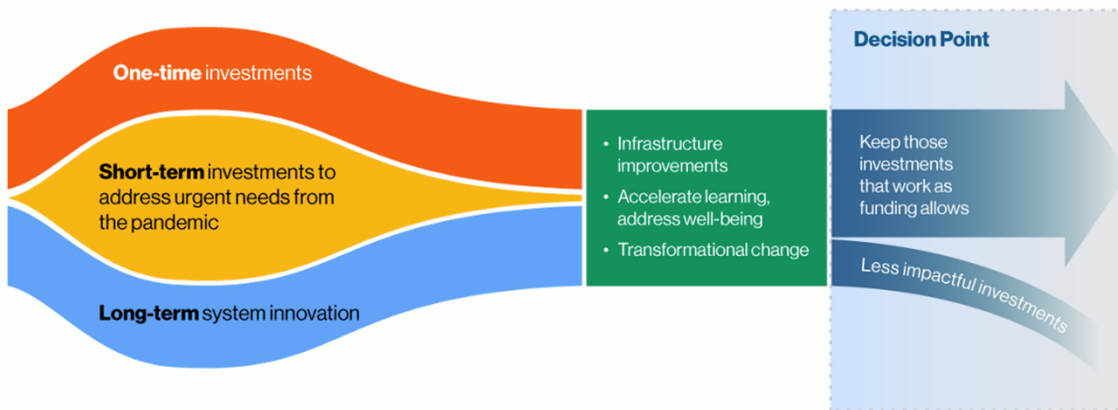 One-time investments
Short-term investments to
address urgent needs from
the pandemic
Long-term system innovation
• Infrastructure
improvements
• Accelerate learning,
address well-being
• Transformational change
Decision Point
Keep those
investments
that work as
funding allows
Less impactful investments